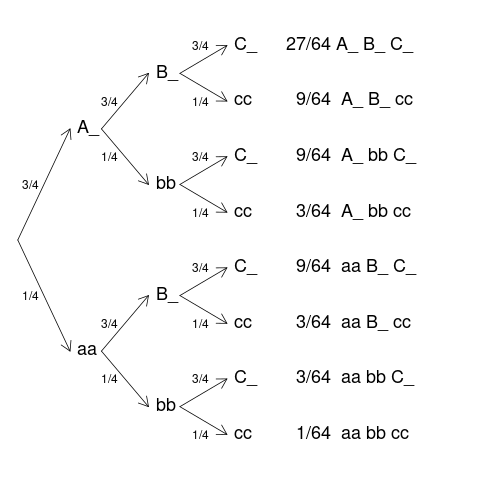 3/4 C_ 27/64 A_ B_ C_
B_
3/4 1/4 cc 9/64 A_ B_ cc
A_
1/4 3/4 C_ 9/64 A_ bb C_
3/4 bb
1/4 cc 3/64 A_ bb cc
3/4 C_ 9/64 aa B_ C_
1/4 B_
3/4 1/4 cc 3/64 aa B_ cc
aa
1/4 3/4 C_ 3/64 aa bb C_
bb
1/4 cc 1/64 aa bb cc